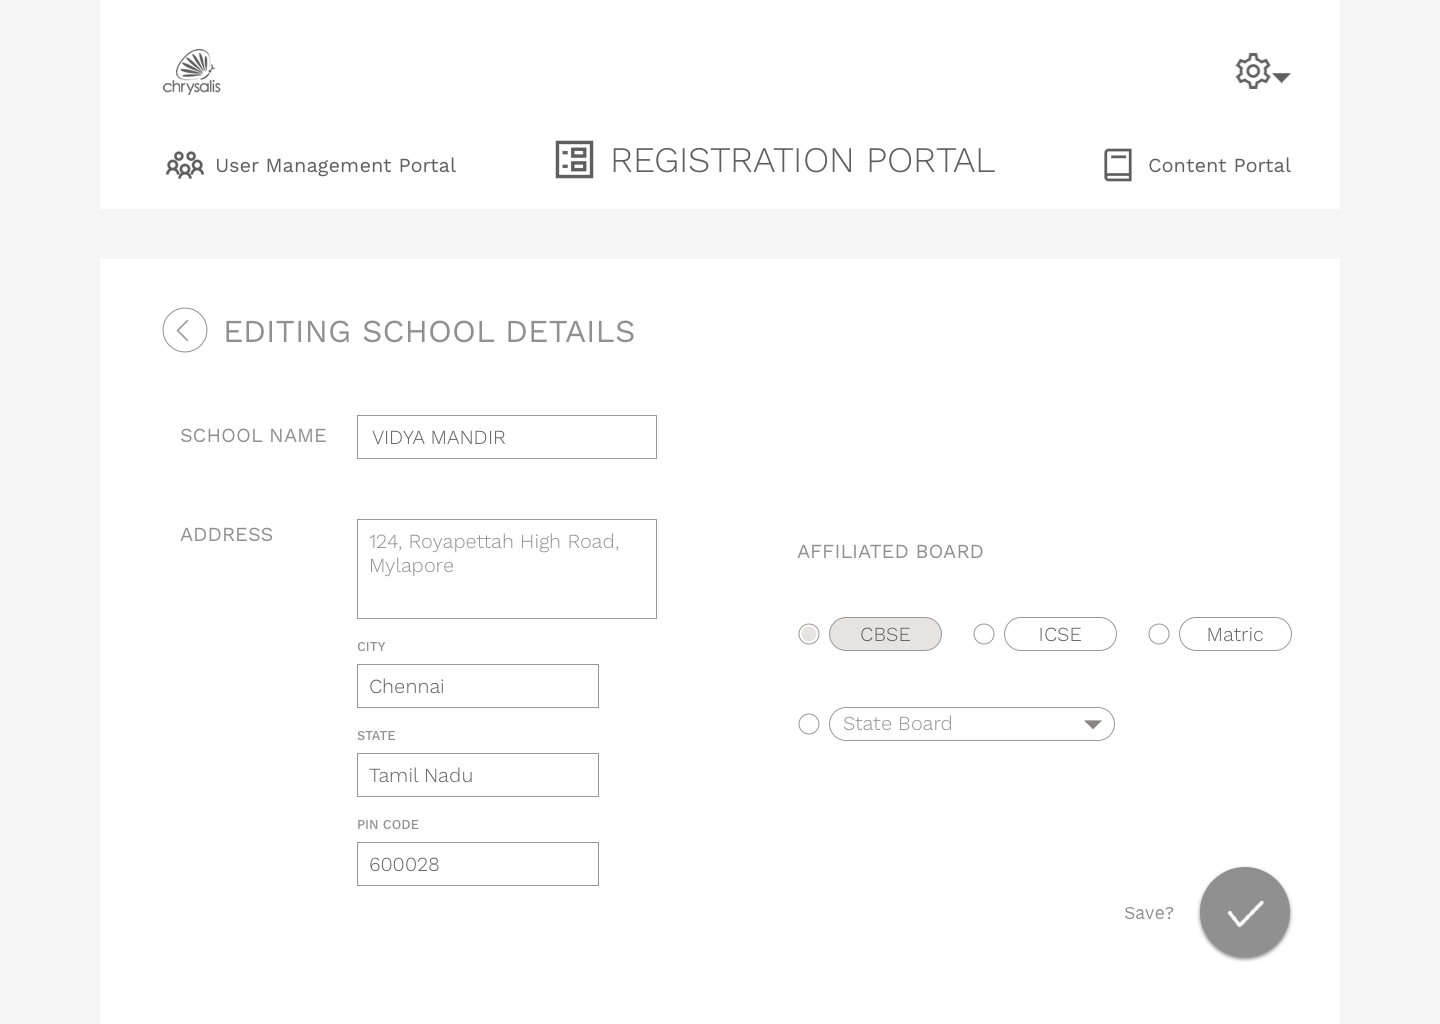 chrysalis
User Management Portal
REGISTRATION PORTAL
Content Portal
EDITING SCHOOL DETAILS
SCHOOL NAME
VIDYA MANDIR
ADDRESS
124, Royapettah High Road,
Mylapore
CITY
Chennai
STATE
Tamil Nadu
PIN CODE
600028
AFFILIATED BOARD
CBSE
ICSE
Matric
State Board
Save?